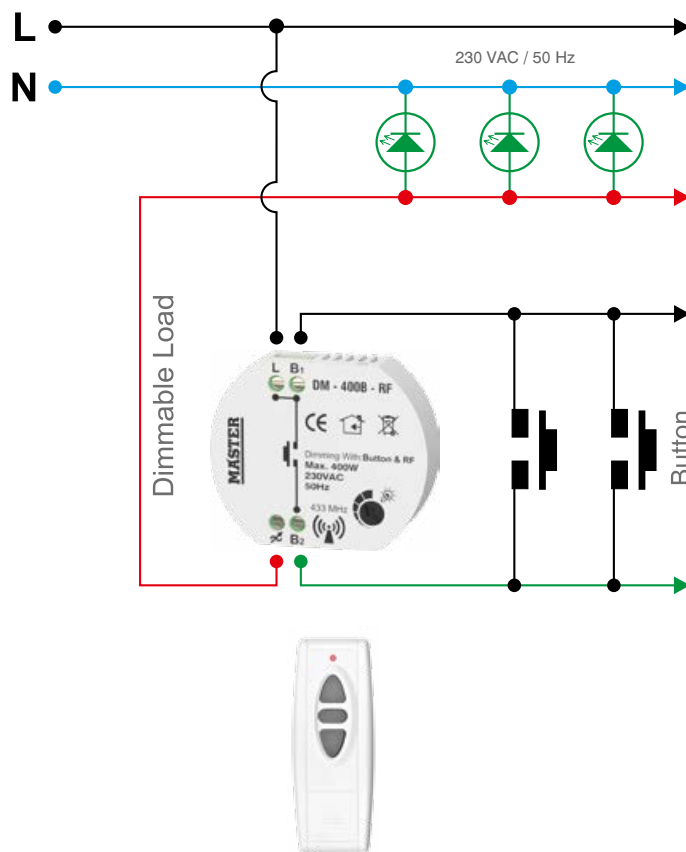 L
230 VAC / 50 Hz
N
Dimmable Load
L B1
DM - 400B - RF
MASTER
CE
Dimming With:Button & RF
Max. 400W
230VAC
50Hz
433 MHz
B2
Button